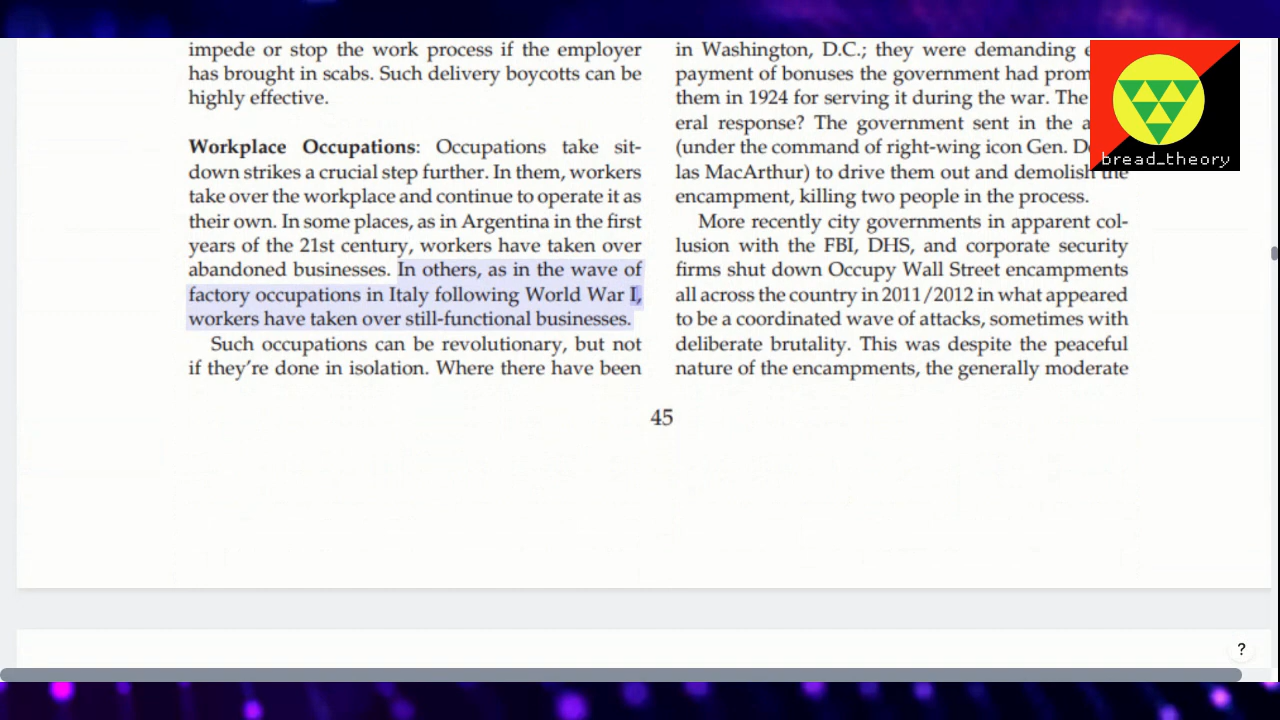 impede or stop the work process if the employer
has brought in scabs. Such delivery boycotts can be
highly effective.
Workplace Occupations: Occupations take sit-
down strikes a crucial step further. In them, workers
take over the workplace and continue to operate it as
their own. In some places, as in Argentina in the first
years of the 21st century, workers have taken over
abandoned businesses. In others, as in the wave of
factory occupations in Italy following World War I,
workers have taken over still-functional businesses.
Such occupations can be revolutionary, but not
if they're done in isolation. Where there have been
in Washington, D.C.; they were demanding
payment of bonuses the government had
them in 1924 for serving it during the war. The
eral response? The government sent in the
(under the command of right-wing icon Gen.
las MacArthur) to drive them out and demolish the
encampment, killing two people in the process.
More recently city governments in apparent col-
lusion with the FBI, DHS, and corporate security
firms shut down Occupy Wall Street encampments
all across the country in 2011/2012 in what appeared
to be a coordinated wave of attacks, sometimes with
deliberate brutality. This was despite the peaceful
nature of the encampments, the generally moderate
45
bread_theory
?